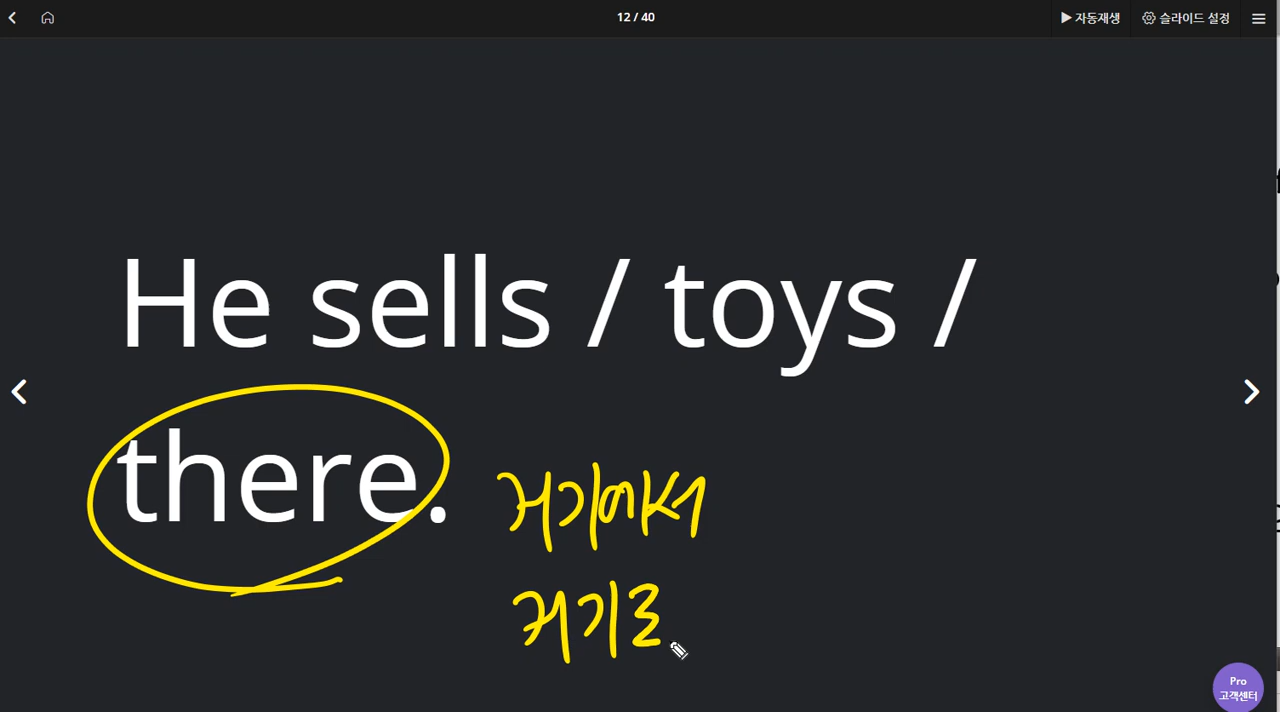 12 / 40
▶ 자동재생
슬라이드 설정
He sells / toys /
there.
거기에서
거기로
Pro
고객센터